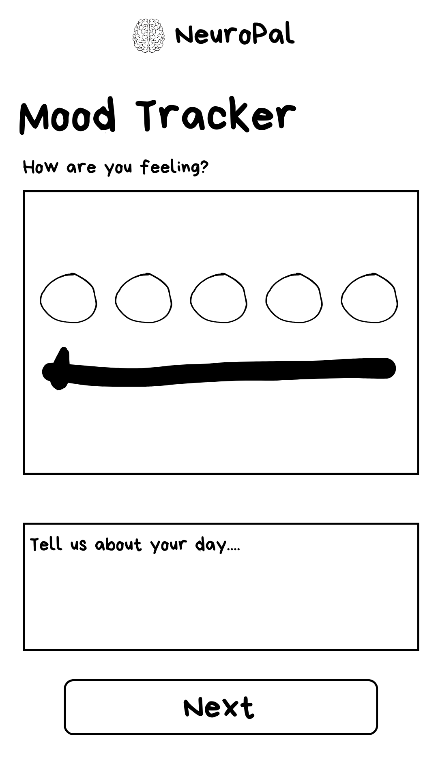 NeuroPal
Mood Tracker
How are you feeling?
Tell us about your day....
Next